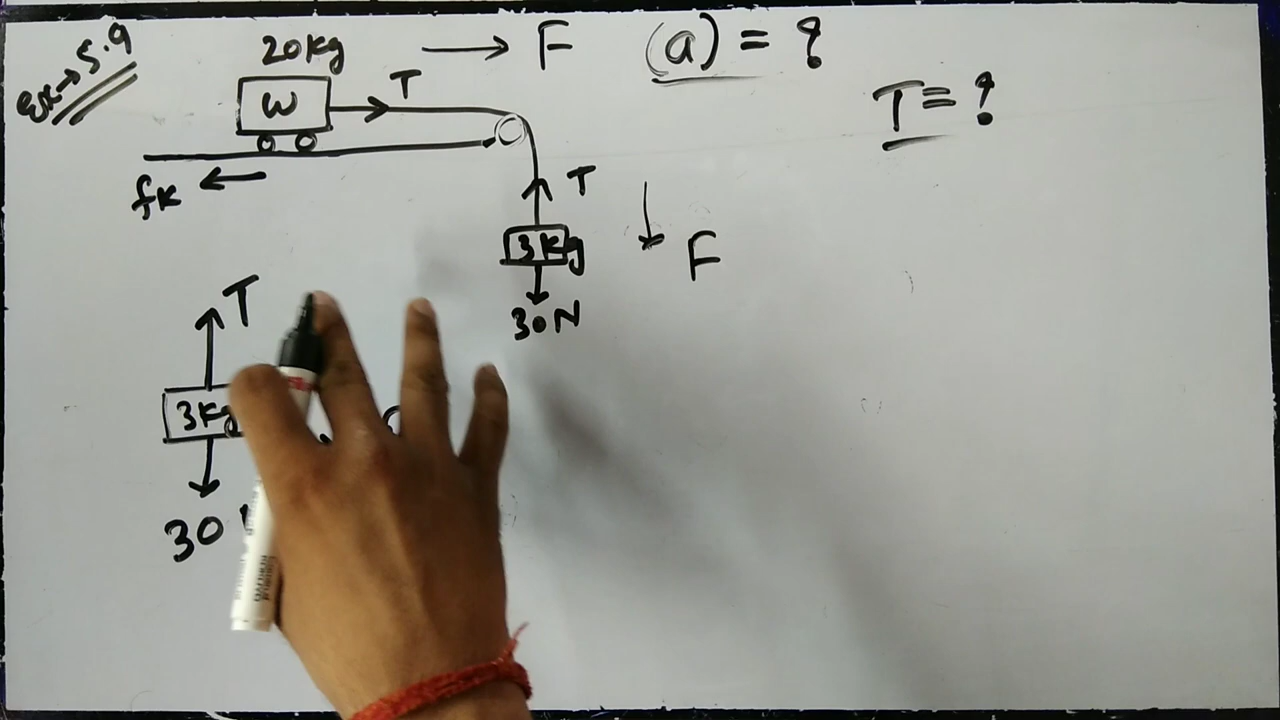 Ex→5.9
20kg
→ F
(a) = ?
T = ?
W
T
fk
T
3kg
F
30N
T
3kg
30